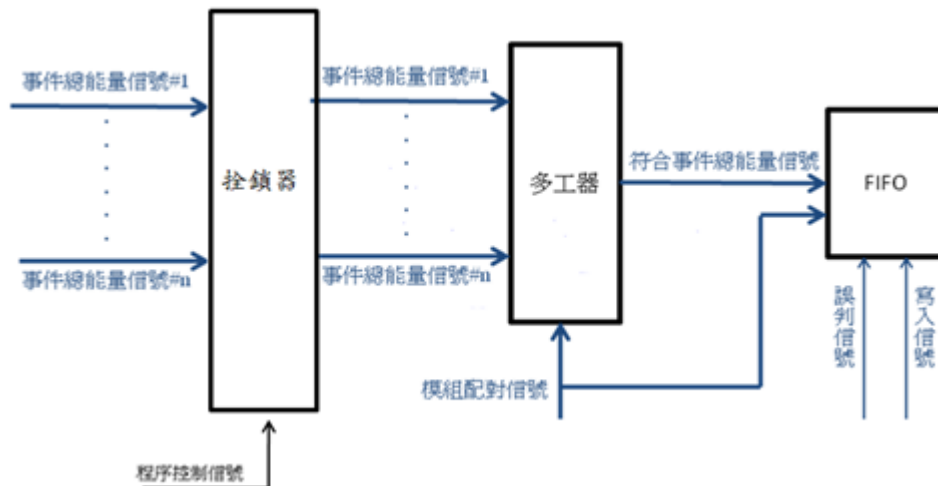 事件總能量信號#1
事件總能量信號#1
拴鎖器
多工器
符合事件總能量信號
FIFO
事件總能量信號#n
事件總能量信號#n
誤判信號
寫入信號
模組配對信號
程序控制信號